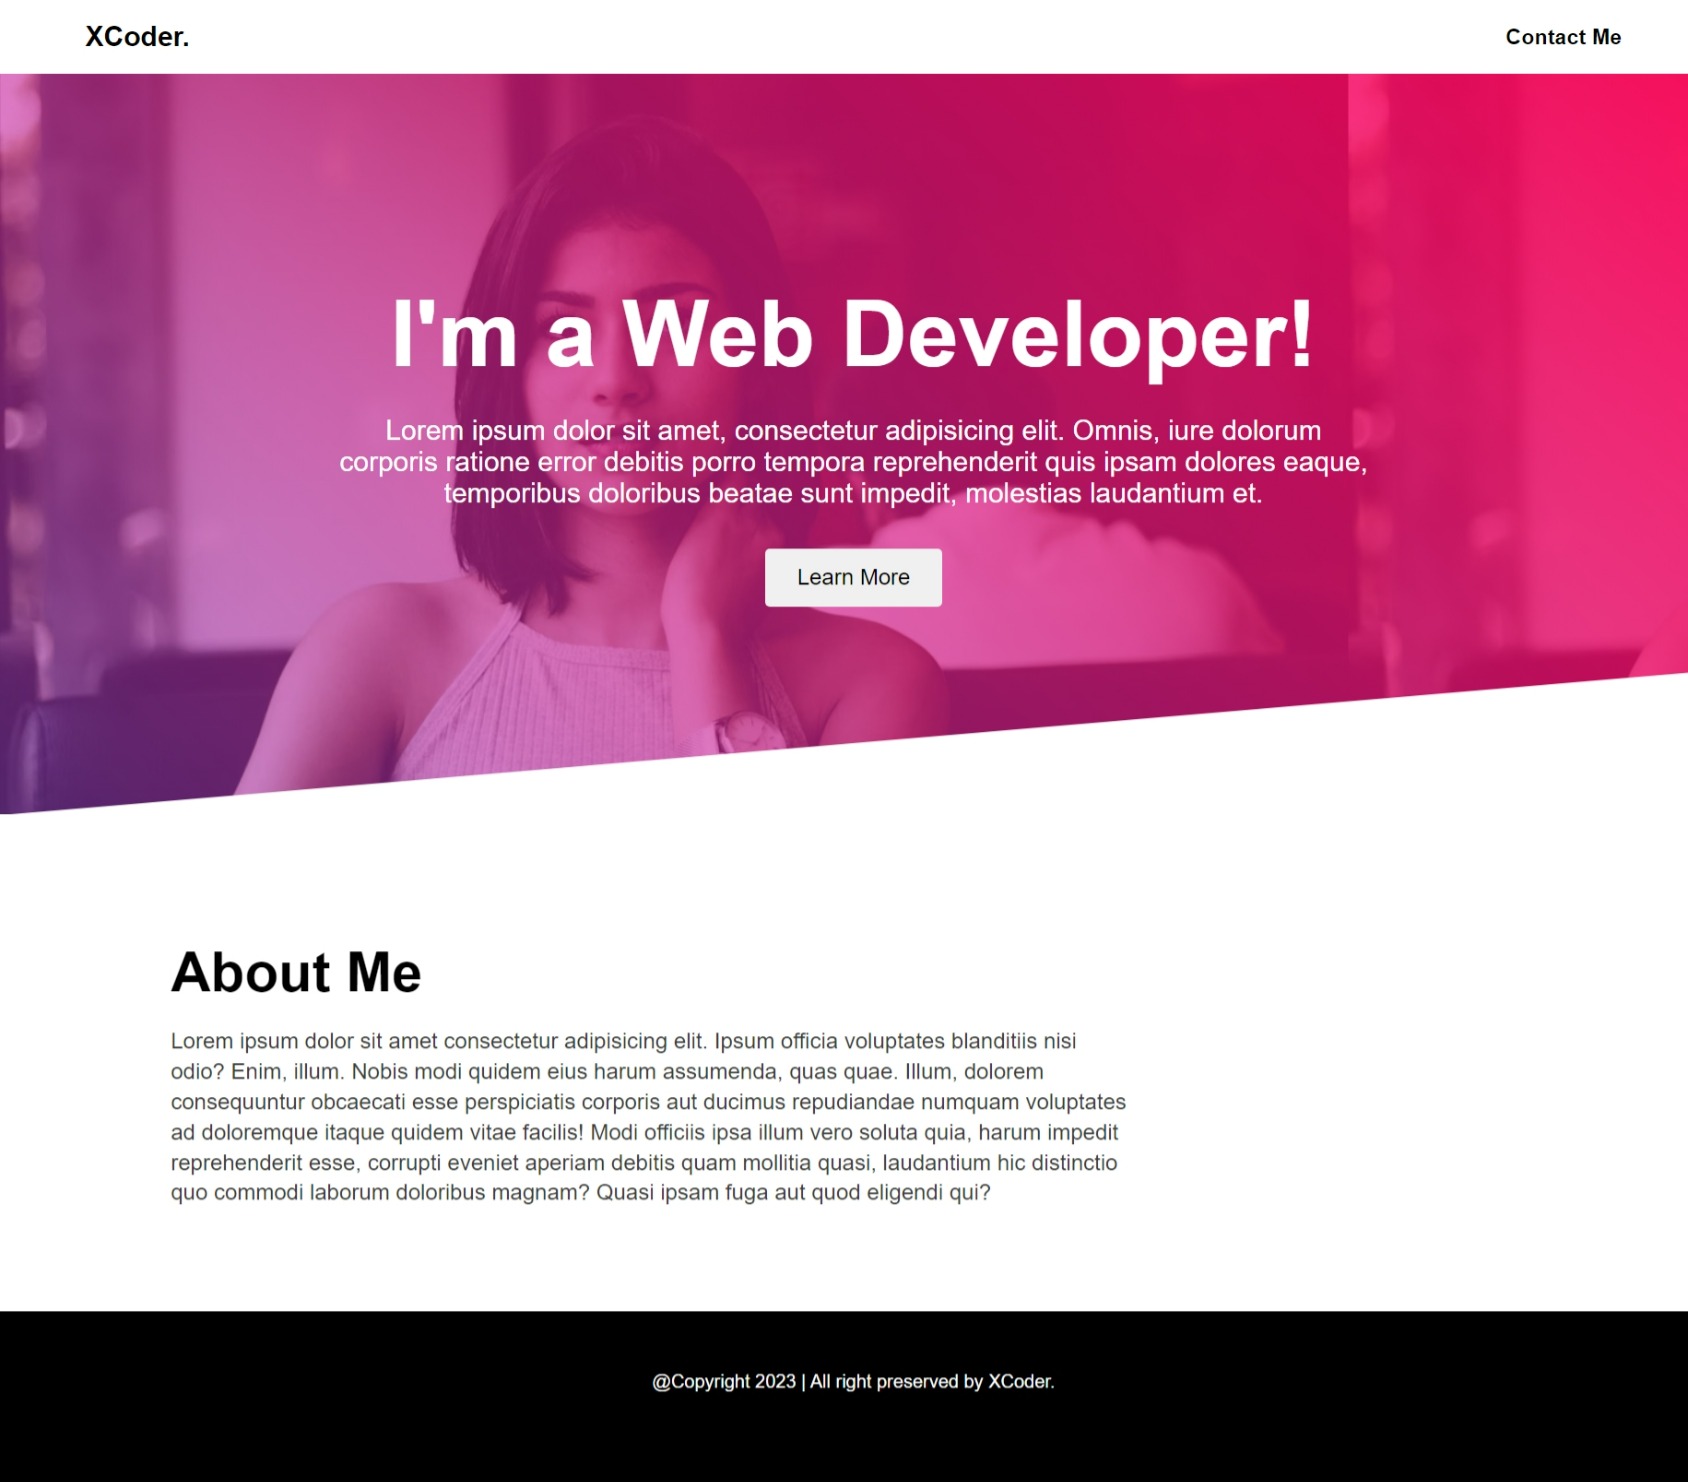 XCoder.
Contact Me
I'm a Web Developer!
Lorem ipsum dolor sit amet, consectetur adipisicing elit. Omnis, iure dolorum
corporis ratione error debitis porro tempora reprehenderit quis ipsam dolores eaque,
temporibus doloribus beatae sunt impedit, molestias laudantium et.
Learn More
About Me
Lorem ipsum dolor sit amet consectetur adipisicing elit. Ipsum officia voluptates blanditiis nisi
odio? Enim, illum. Nobis modi quidem eius harum assumenda, quas quae. Illum, dolorem
consequuntur obcaecati esse perspiciatis corporis aut ducimus repudiandae numquam voluptates
ad doloremque itaque quidem vitae facilis! Modi officiis ipsa illum vero soluta quia, harum impedit
reprehenderit esse, corrupti eveniet aperiam debitis quam mollitia quasi, laudantium hic distinctio
quo commodi laborum doloribus magnam? Quasi ipsam fuga aut quod eligendi qui?
@Copyright 2023 | All right preserved by XCoder.